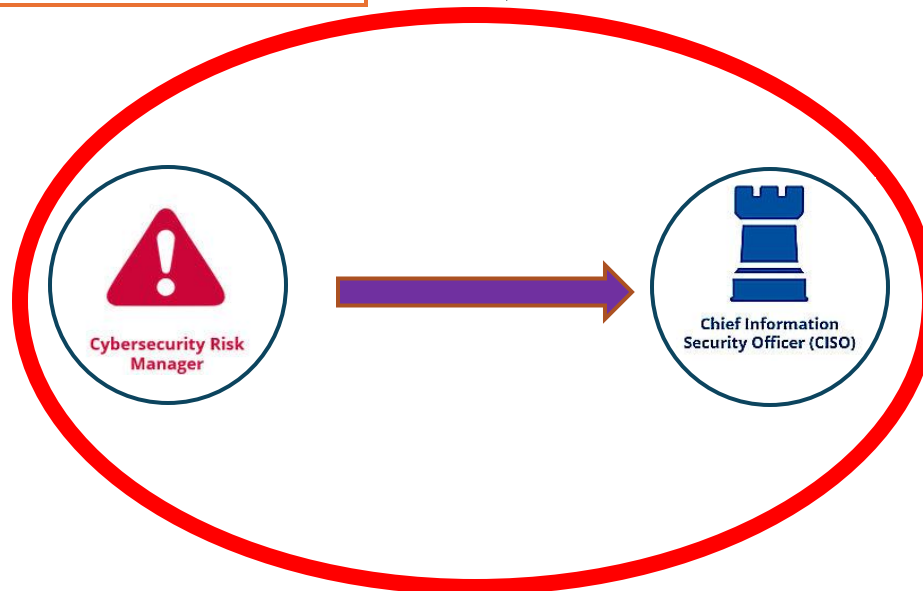 Cybersecurity Risk
Manager
Chief Information
Security Officer (CISO)